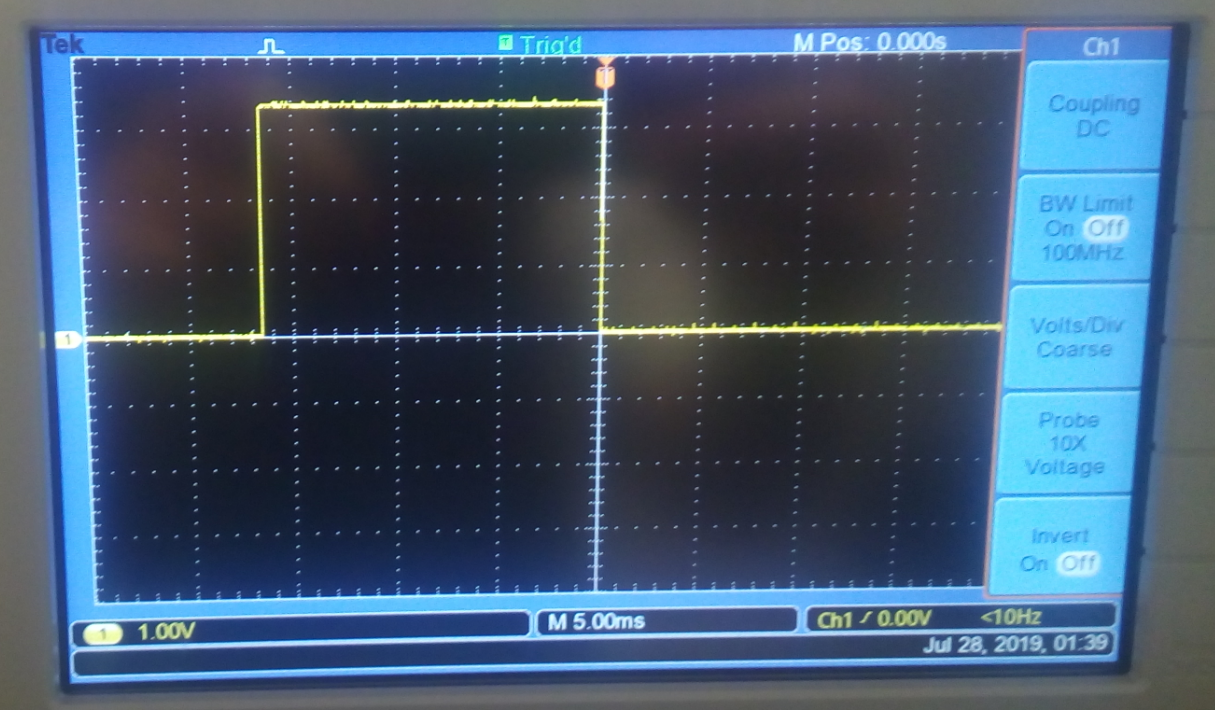 Tek T Trig'd M Pos: 0.000s Ch1
T
Coupling
DC
BW Limit
On Off
100MHz
1
Volts/Div
Coarse
Probe
10X
Voltage
Invert
On Off
1 1.00V M 5.00ms Ch1 0.00V <10Hz
Jul 28, 2019, 01:39